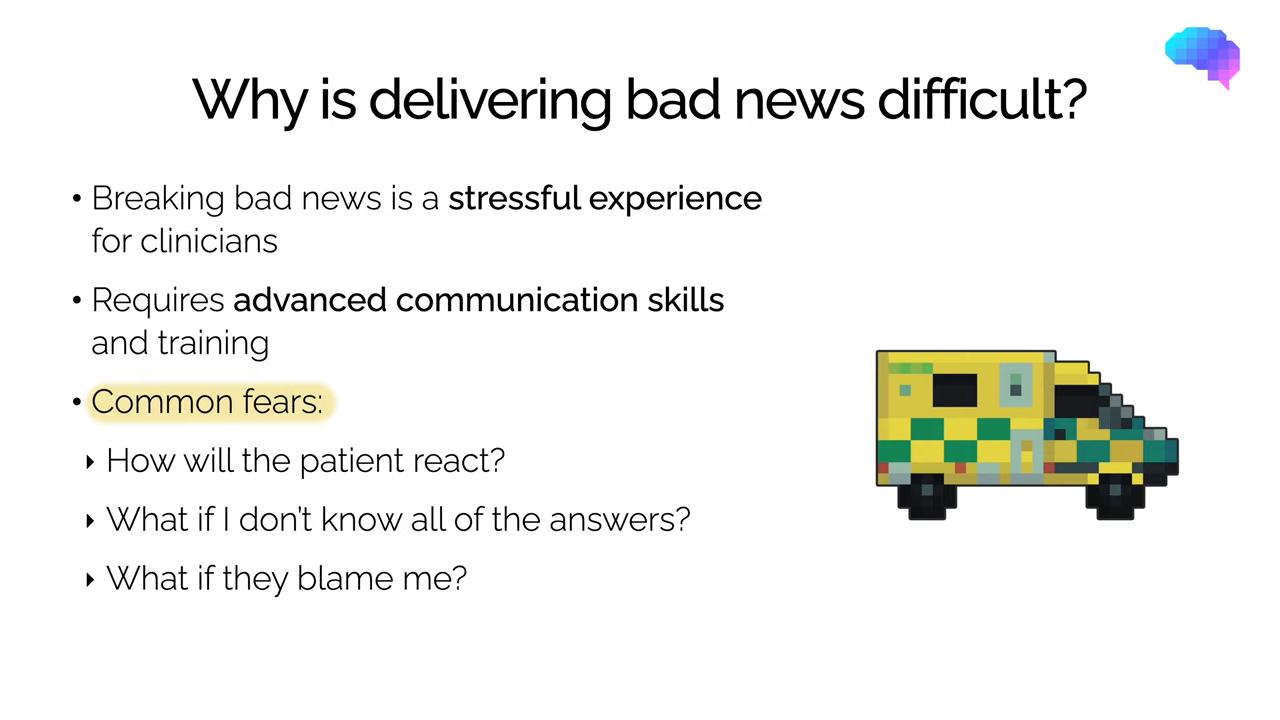 Why is delivering bad news difficult?
• Breaking bad news is a stressful experience
for clinicians
• Requires advanced communication skills
and training
• Common fears:
‣ How will the patient react?
‣ What if I don’t know all of the answers?
‣ What if they blame me?